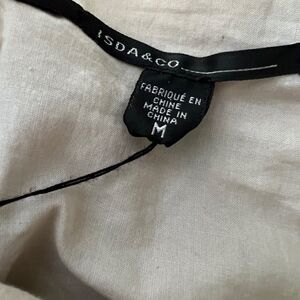 ISDA & CO
FABRIQUÉ EN
CHINE
MADE IN
CHINA
M